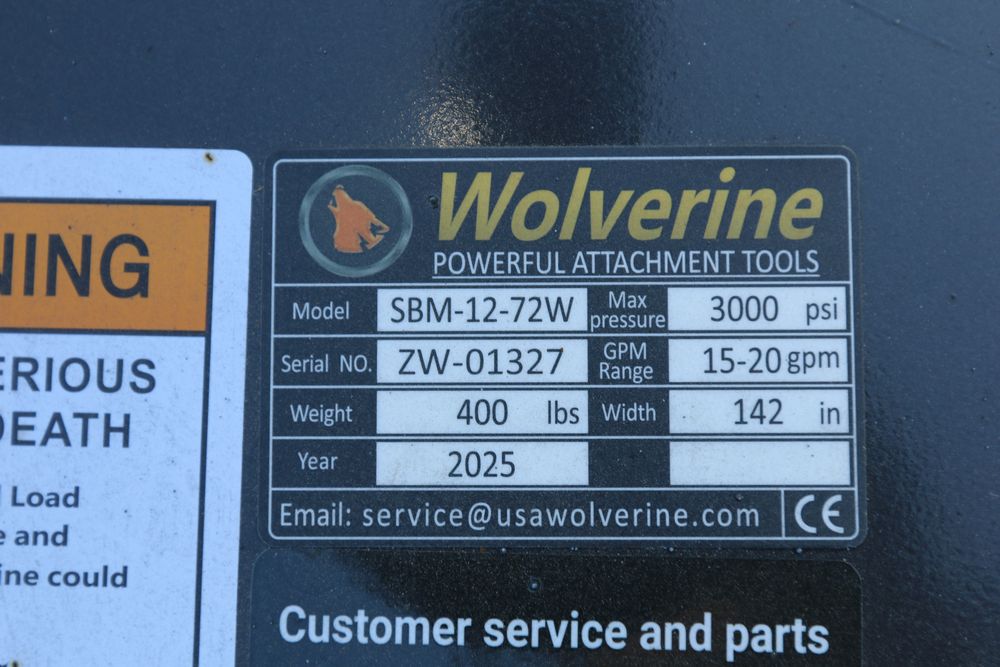 NING
ERIOUS
DEATH
Load
e and
ine could
Wolverine
POWERFUL ATTACHMENT TOOLS
Model SBM-12-72W Max pressure 3000 psi
Serial NO. ZW-01327 GPM Range 15-20 gpm
Weight 400 lbs Width 142 in
Year 2025
Email: service@usawolverine.com CE
Customer service and parts